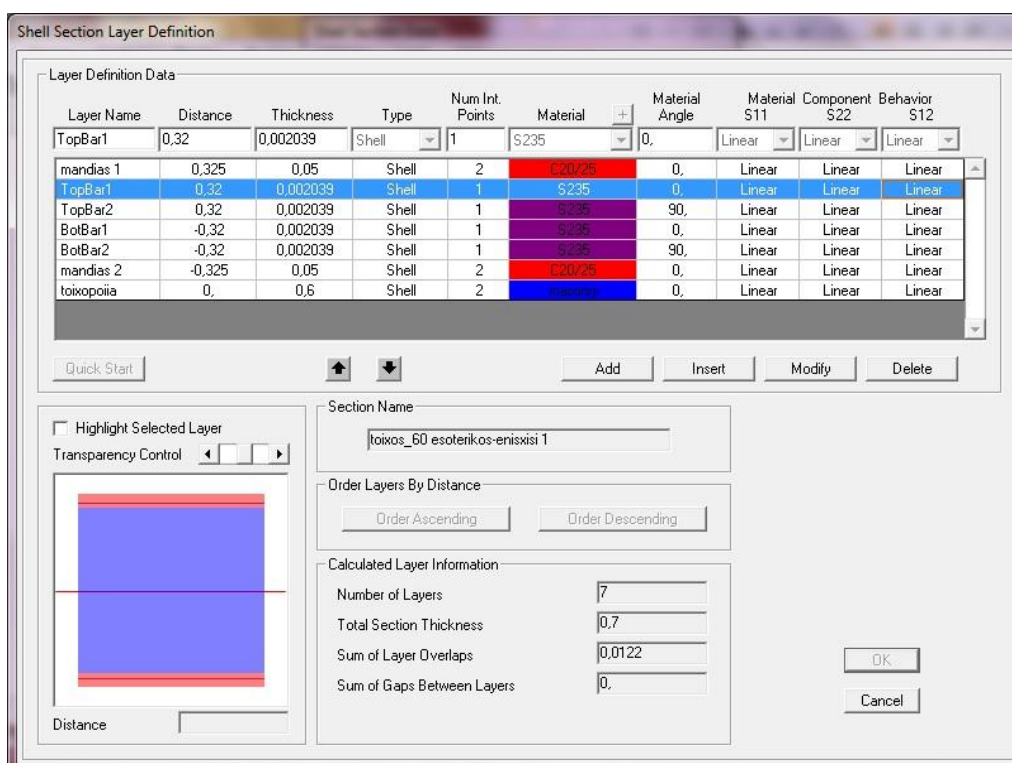 Shell Section Layer Definition
Layer Definition Data
Layer Name Distance Thickness Type Num Int. Points Material + Material Angle Material Component Behavior S11 S22 S12
TopBar1 0,32 0,002039 Shell 1 S235 0, Linear Linear Linear
mandias 1 0,325 0,05 Shell 2 C20/25 0, Linear Linear Linear
TopBar1 0,32 0,002039 Shell 1 S235 0, Linear Linear Linear
TopBar2 0,32 0,002039 Shell 1 S235 90, Linear Linear Linear
BotBar1 -0,32 0,002039 Shell 1 S235 0, Linear Linear Linear
BotBar2 -0,32 0,002039 Shell 1 S235 90, Linear Linear Linear
mandias 2 -0,325 0,05 Shell 2 C20/25 0, Linear Linear Linear
toixopoiia 0, 0,6 Shell 2 0, Linear Linear Linear
Quick Start Add Insert Modify Delete
Highlight Selected Layer
Transparency Control
Distance
Section Name
toixos_60 esoterikos-enisxisi 1
Order Layers By Distance
Order Ascending Order Descending
Calculated Layer Information
Number of Layers 7
Total Section Thickness 0,7
Sum of Layer Overlaps 0,0122
Sum of Gaps Between Layers 0,
OK
Cancel